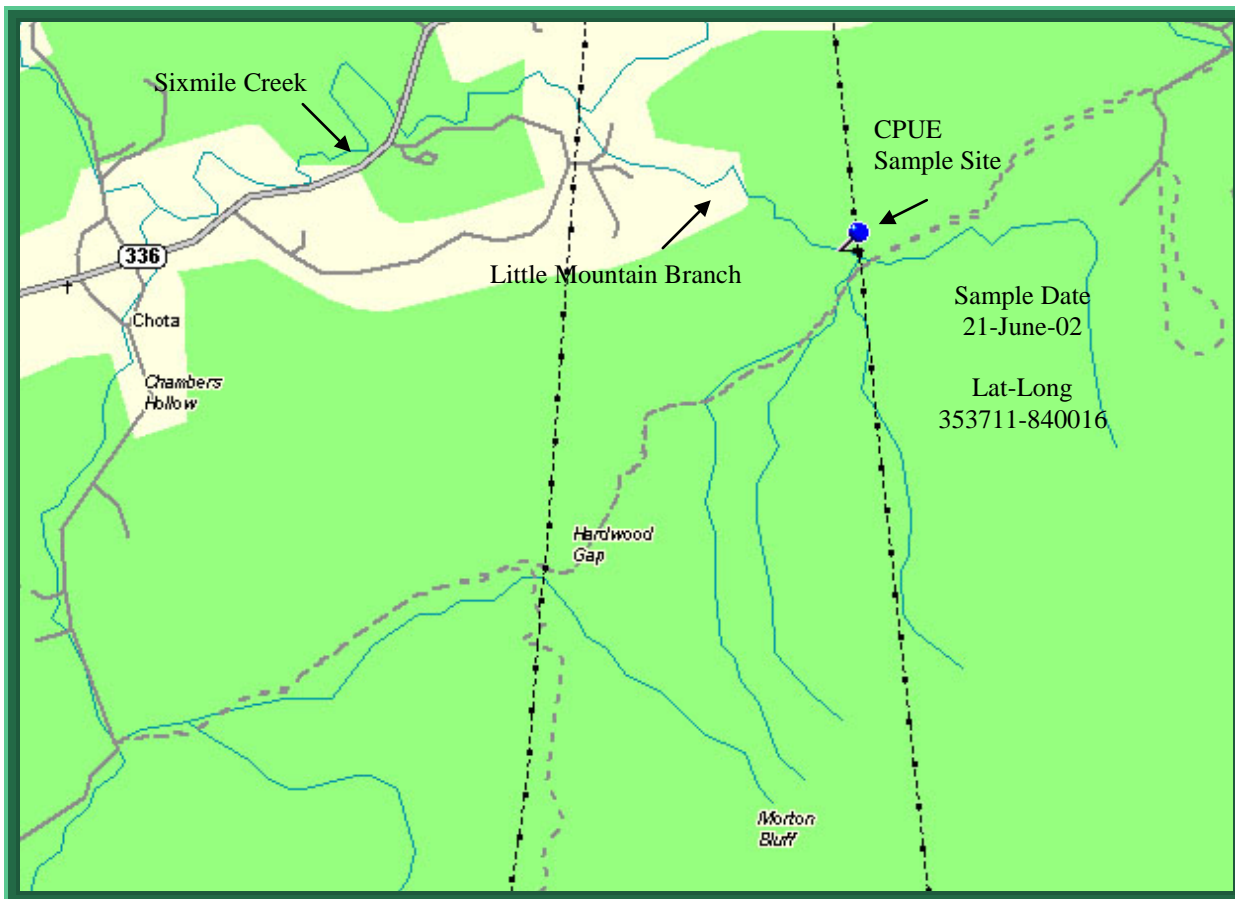 Sixmile Creek
CPUE
Sample Site
336
Little Mountain Branch
Sample Date
21-June-02
Chota
Lat-Long
353711-840016
Chambers
Hollow
Hardwood
Gap
Morton
Bluff